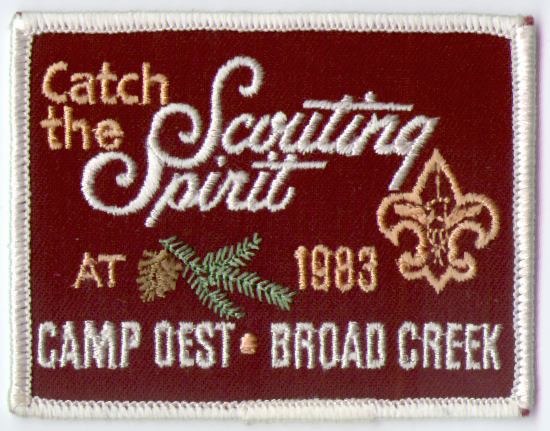 Catch
the Scouting
Spirit
AT 1983
CAMP OEST • BROAD CREEK